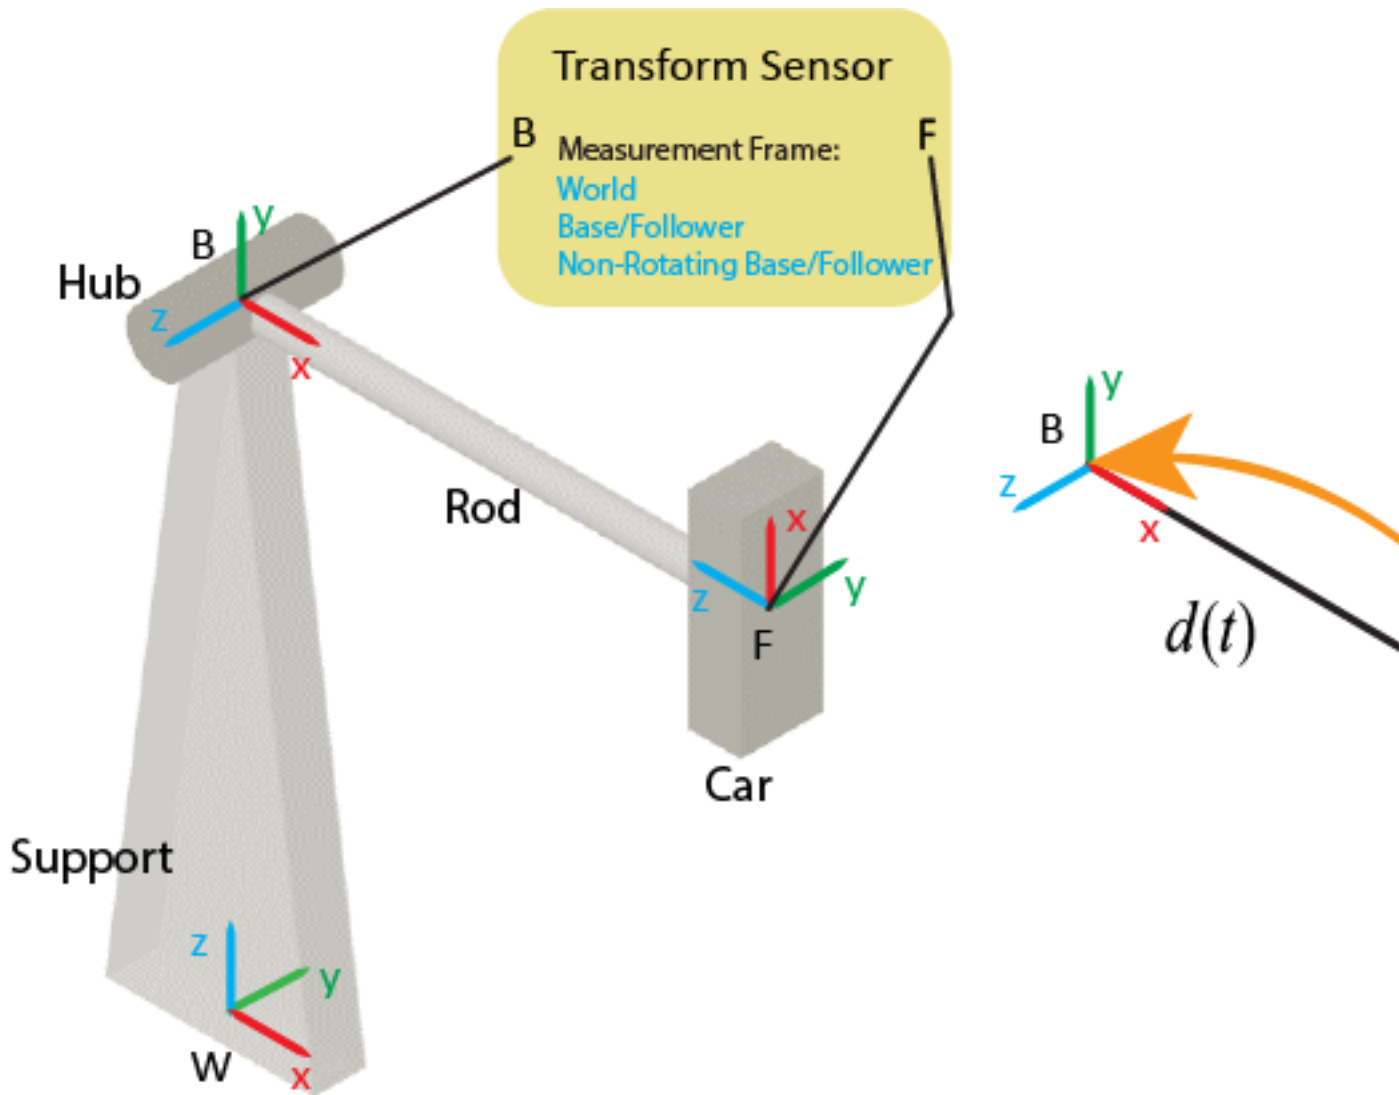 Transform Sensor
B
F
Measurement Frame:
World
Base/Follower
Non-Rotating Base/Follower
y
B
Hub
z
x
Rod
x
y
z
F
Car
y
B
z
x
d(t)
Support
z
y
W
x